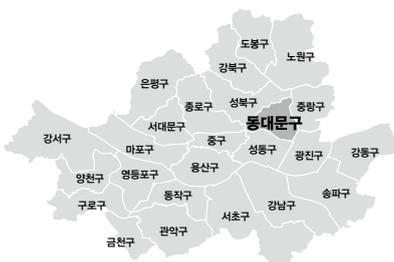 도봉구
노원구
강북구
은평구
종로구
성북구
중랑구
동대문구
서대문구
강서구
마포구
중구
성동구
광진구
강동구
용산구
양천구
영등포구
동작구
송파구
강남구
구로구
서초구
관악구
금천구